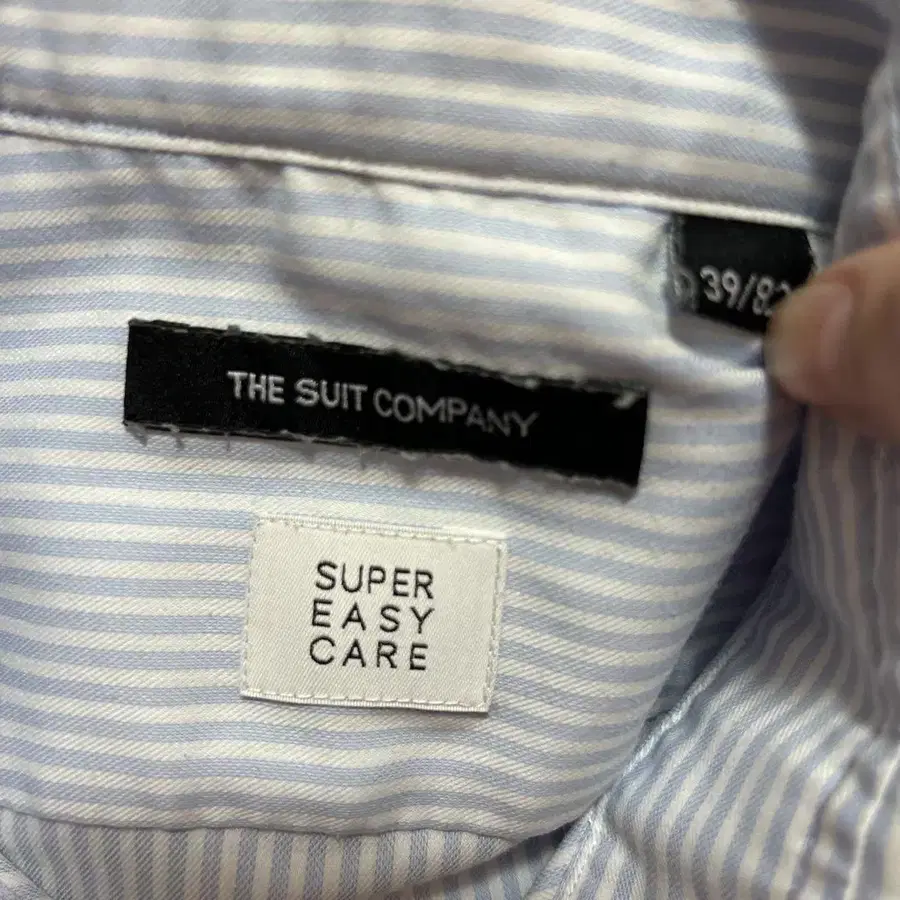 39/82
THE SUIT COMPANY
SUPER
EASY
CARE